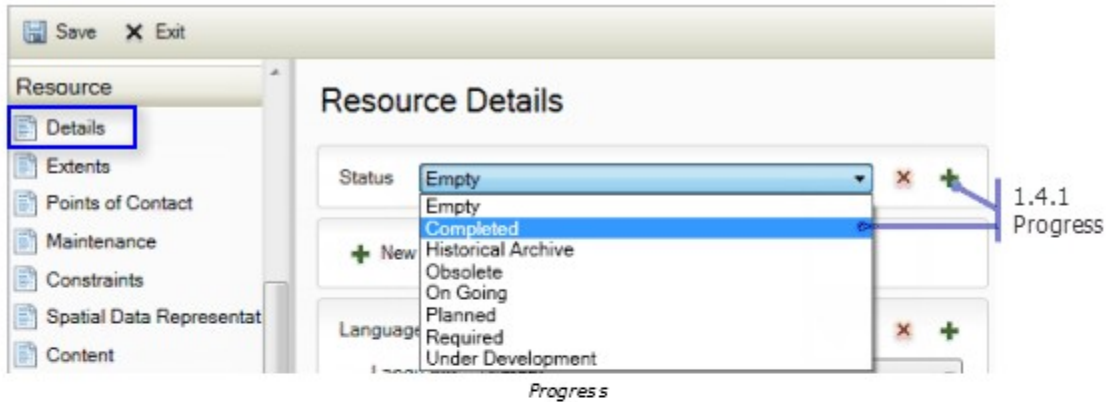 Save Exit
Resource
Details
Extents
Points of Contact
Maintenance
Constraints
Spatial Data Representat
Content
Resource Details
Status Empty
Empty
Completed
Historical Archive
Obsolete
On Going
Planned
Required
Under Development
New
Language
1.4.1
Progress
Progress